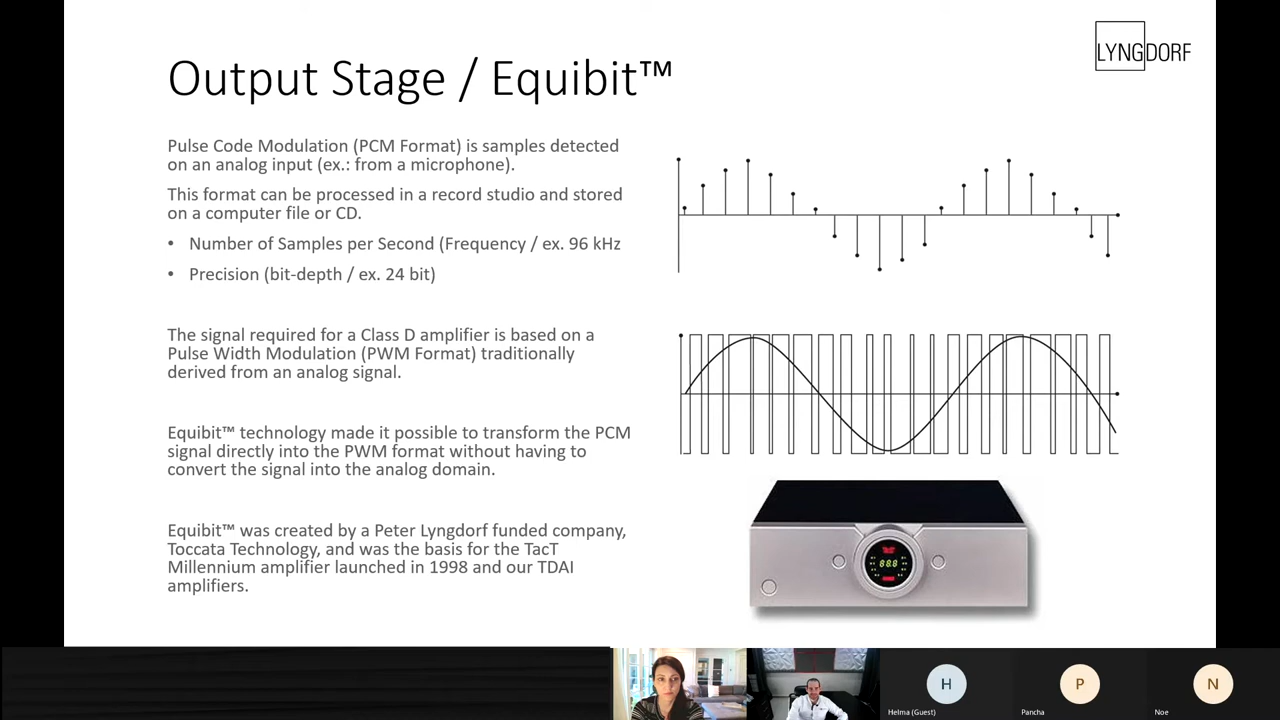 LYNGDORF
Output Stage / Equibit™
Pulse Code Modulation (PCM Format) is samples detected
on an analog input (ex.: from a microphone).
This format can be processed in a record studio and stored
on a computer file or CD.
• Number of Samples per Second (Frequency / ex. 96 kHz
• Precision (bit-depth / ex. 24 bit)
The signal required for a Class D amplifier is based on a
Pulse Width Modulation (PWM Format) traditionally
derived from an analog signal.
Equibit™ technology made it possible to transform the PCM
signal directly into the PWM format without having to
convert the signal into the analog domain.
Equibit™ was created by a Peter Lyngdorf funded company,
Toccata Technology, and was the basis for the TacT
Millennium amplifier launched in 1998 and our TDAI
amplifiers.
88.8
H
P
N
Helma (Guest)
Pancha
Noe